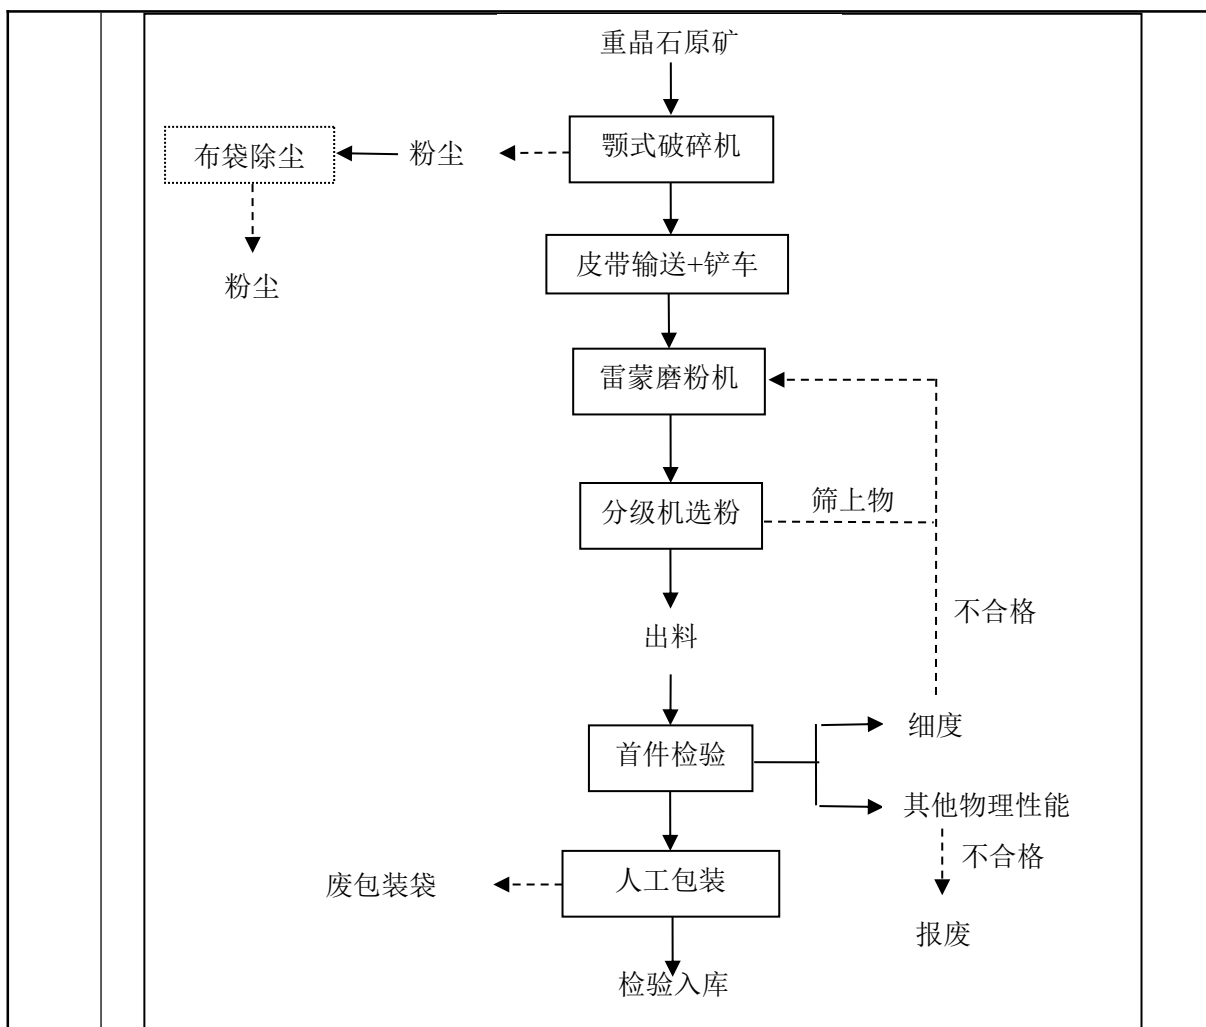 重晶石原矿
颚式破碎机
粉尘
布袋除尘
粉尘
皮带输送+铲车
雷蒙磨粉机
分级机选粉
筛上物
不合格
出料
首件检验
细度
其他物理性能
不合格
报废
人工包装
废包装袋
检验入库